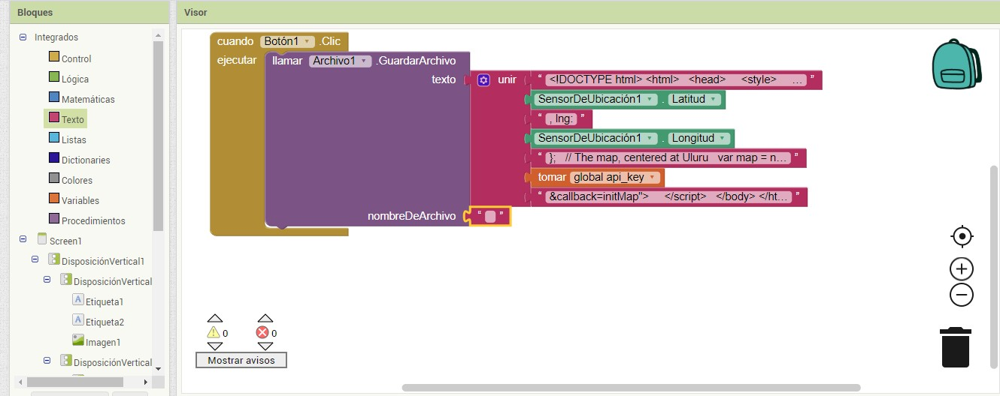 Bloques
Visor
Integrados
Control
Lógica
Matemáticas
Texto
Listas
Dictionaries
Colores
Variables
Procedimientos
Screen1
DisposiciónVertical1
DisposiciónVertical
Etiqueta1
Etiqueta2
Imagen1
DisposiciónVertical
cuando Botón1 .Clic
ejecutar llamar Archivo1 .GuardarArchivo
texto unir “ <!DOCTYPE html> <html> <head> <style> ... ”
SensorDeUbicación1 . Latitud
“ , lng: ”
SensorDeUbicación1 . Longitud
“ }; // The map, centered at Uluru var map = n... ”
tomar global api_key
“ &callback=initMap"> </script> </body> </ht... ”
nombreDeArchivo “ ”
0 0
Mostrar avisos